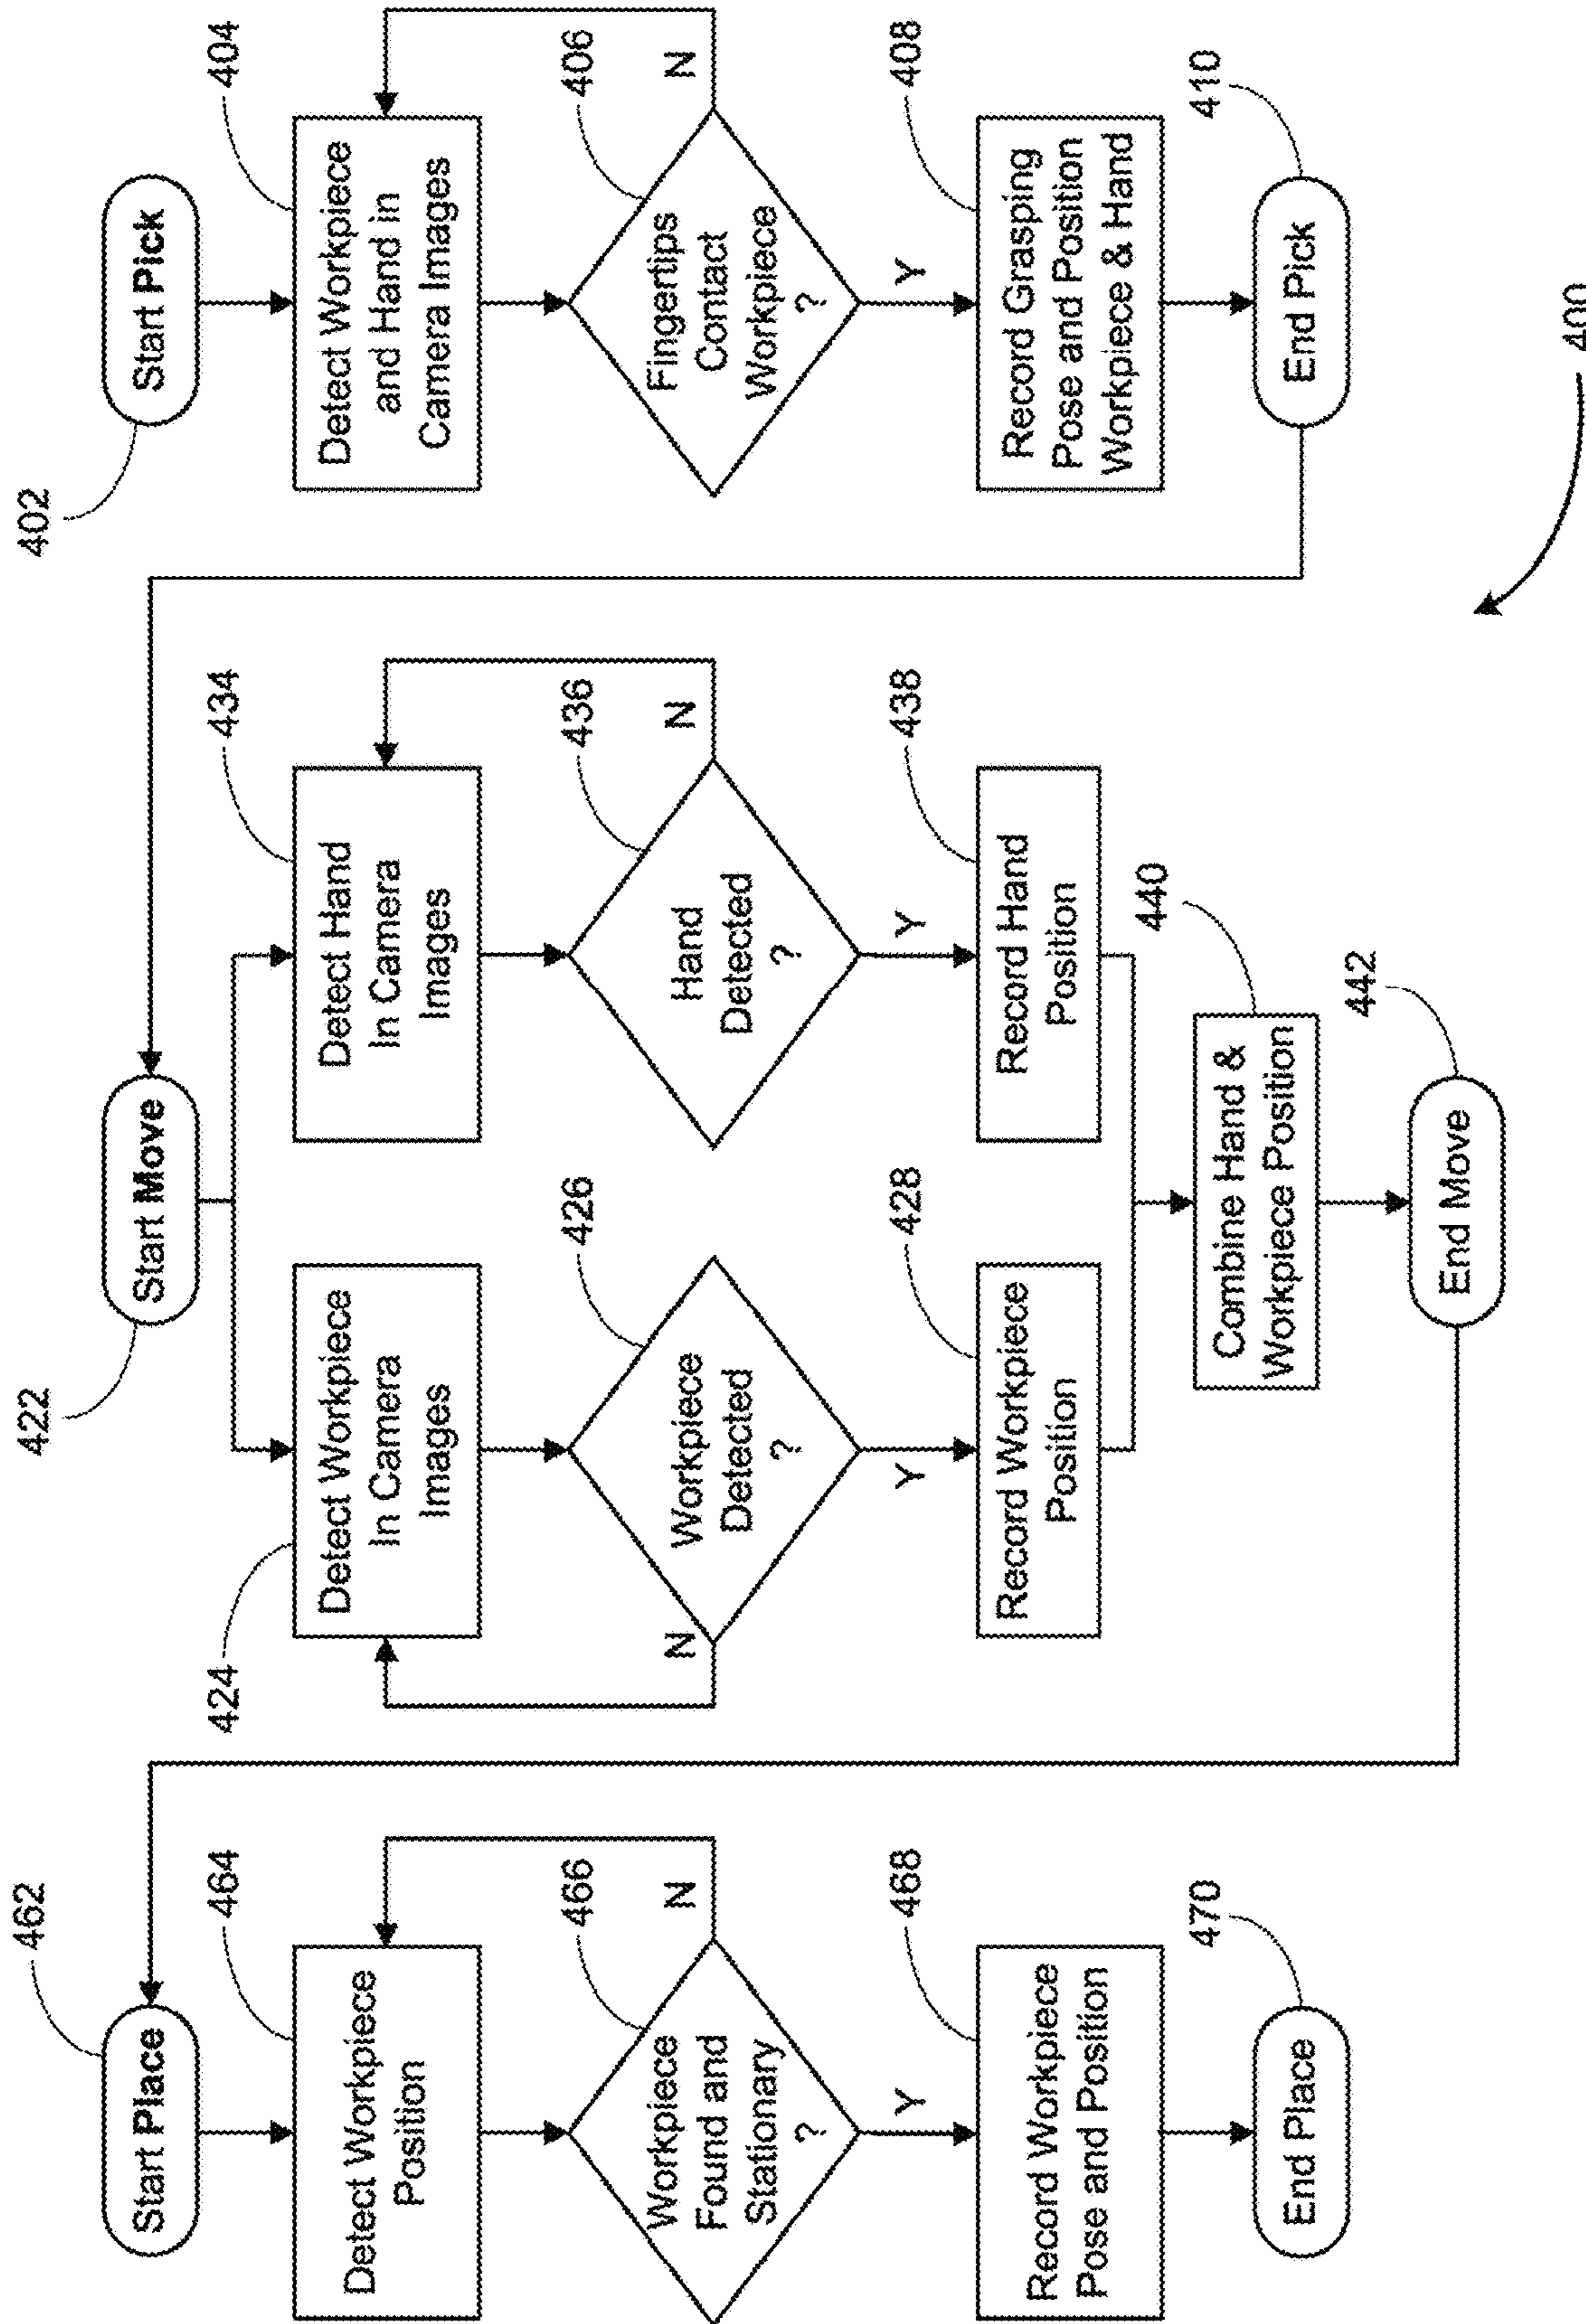 402
Start Pick
404
Detect Workpiece
and Hand in
Camera Images
406
Fingertips
Contact
Workpiece
?
N
Y
408
Record Grasping
Pose and Position
Workpiece & Hand
410
End Pick
422
Start Move
424
Detect Workpiece
In Camera
Images
426
Workpiece
Detected
?
N
Y
428
Record Workpiece
Position
434
Detect Hand
In Camera
Images
436
Hand
Detected
?
N
Y
438
Record Hand
Position
440
Combine Hand &
Workpiece Position
442
End Move
462
Start Place
464
Detect Workpiece
Position
466
Workpiece
Found and
Stationary
?
N
Y
468
Record Workpiece
Pose and Position
470
End Place
400